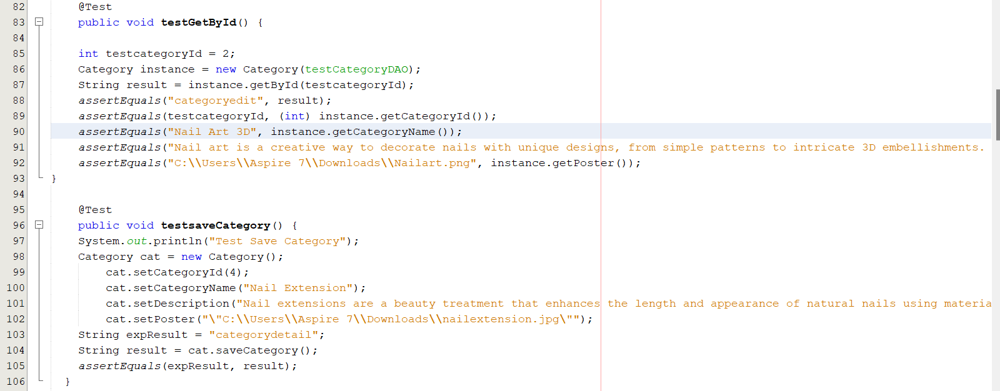 82 @Test
83 public void testGetById() {
84
85 int testcategoryId = 2;
86 Category instance = new Category(testCategoryDAO);
87 String result = instance.getById(testcategoryId);
88 assertEquals("categoryedit", result);
89 assertEquals(testcategoryId, (int) instance.getCategoryId());
90 assertEquals("Nail Art 3D", instance.getCategoryName());
91 assertEquals("Nail art is a creative way to decorate nails with unique designs, from simple patterns to intricate 3D embellishments.
92 assertEquals("C:\\Users\\Aspire 7\\Downloads\\Nailart.png", instance.getPoster());
93 }
94
95 @Test
96 public void testsaveCategory() {
97 System.out.println("Test Save Category");
98 Category cat = new Category();
99 cat.setCategoryId(4);
100 cat.setCategoryName("Nail Extension");
101 cat.setDescription("Nail extensions are a beauty treatment that enhances the length and appearance of natural nails using materia
102 cat.setPoster("\"C:\\Users\\Aspire 7\\Downloads\\nailextension.jpg\"");
103 String expResult = "categorydetail";
104 String result = cat.saveCategory();
105 assertEquals(expResult, result);
106 }